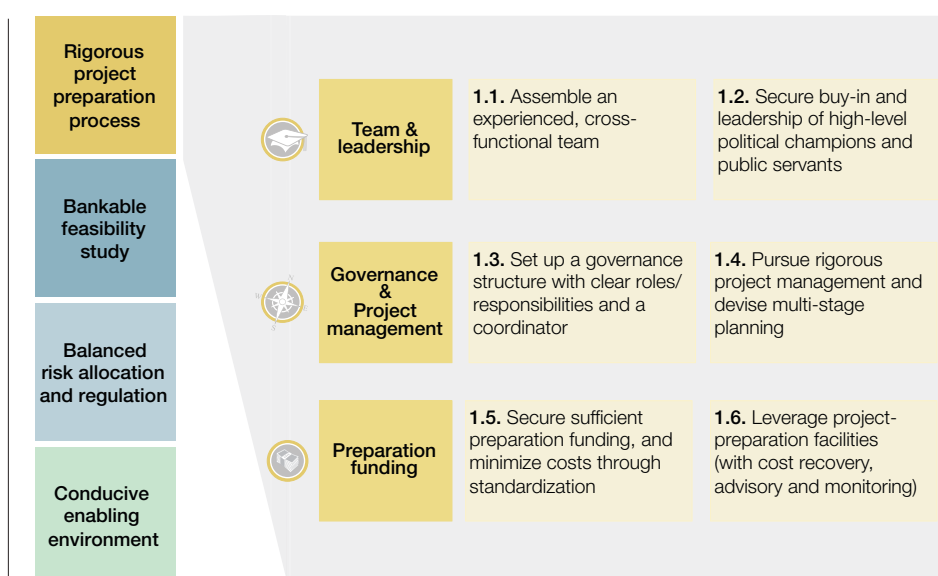 Rigorous
project
preparation
process
Bankable
feasibility
study
Balanced
risk allocation
and regulation
Conducive
enabling
environment
Team &
leadership
1.1. Assemble an
experienced, cross-
functional team
1.2. Secure buy-in and
leadership of high-level
political champions and
public servants
N
W
S
Governance
&
Project
management
1.3. Set up a governance
structure with clear roles/
responsibilities and a
coordinator
1.4. Pursue rigorous
project management and
devise multi-stage
planning
Preparation
funding
1.5. Secure sufficient
preparation funding, and
minimize costs through
standardization
1.6. Leverage project-
preparation facilities
(with cost recovery,
advisory and monitoring)